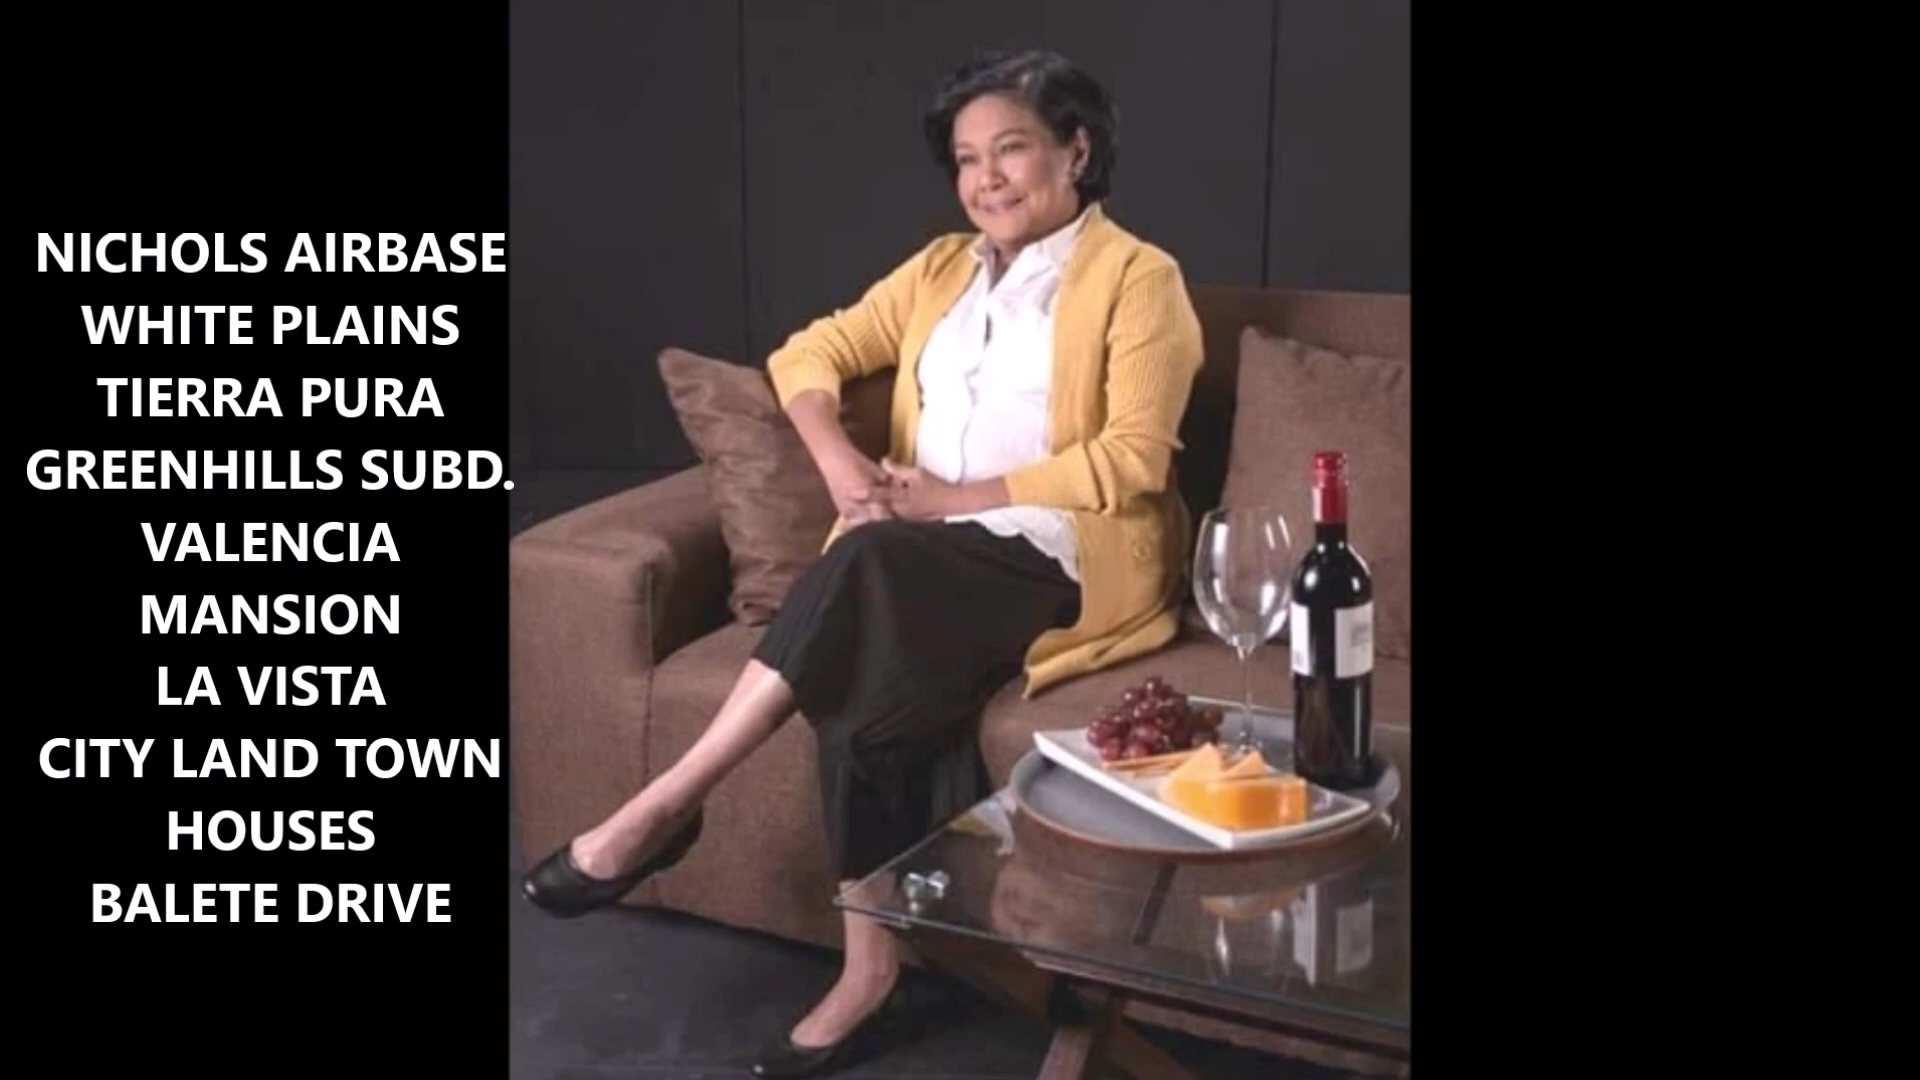 NICHOLS AIRBASE
WHITE PLAINS
TIERRA PURA
GREENHILLS SUBD.
VALENCIA
MANSION
LA VISTA
CITY LAND TOWN
HOUSES
BALETE DRIVE